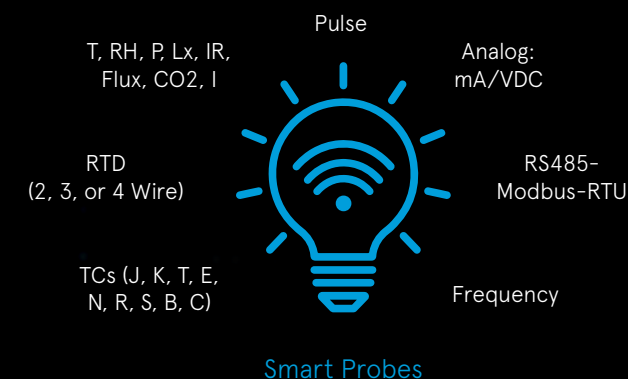 Pulse
T, RH, P, Lx, IR,
Flux, CO2, I
Analog:
mA/VDC
RTD
(2, 3, or 4 Wire)
RS485-
Modbus-RTU
TCs (J, K, T, E,
N, R, S, B, C)
Frequency
Smart Probes